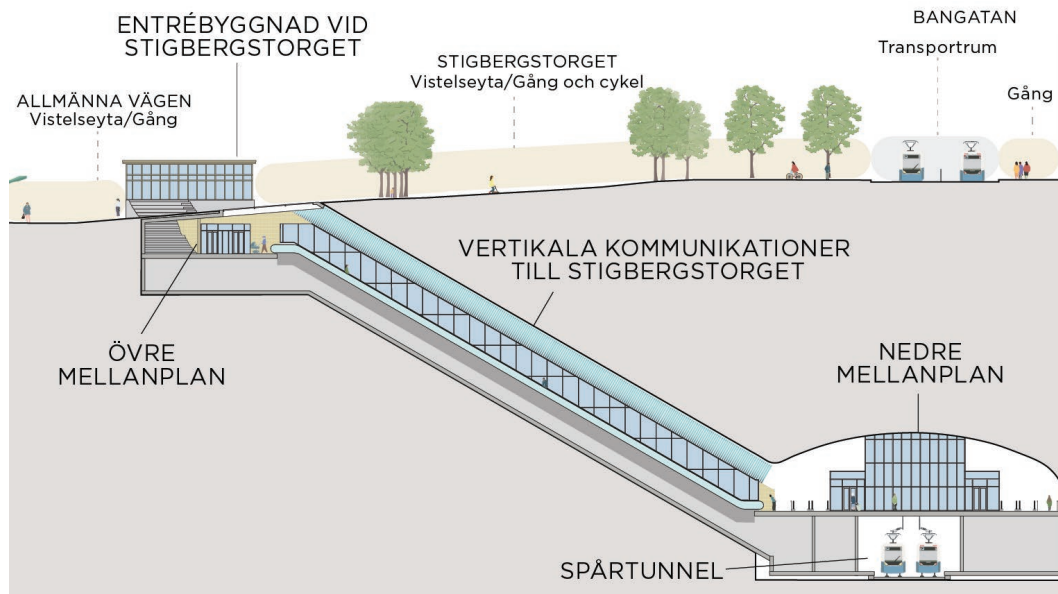 ENTRÉBYGGNAD VID
STIGBERGSTORGET
BANGATAN
Transportrum
STIGBERGSTORGET
Vistelseyta/Gång och cykel
Gång
ALLMÄNNA VÄGEN
Vistelseyta/Gång
VERTIKALA KOMMUNIKATIONER
TILL STIGBERGSTORGET
ÖVRE
MELLANPLAN
NEDRE
MELLANPLAN
SPÅRTUNNEL